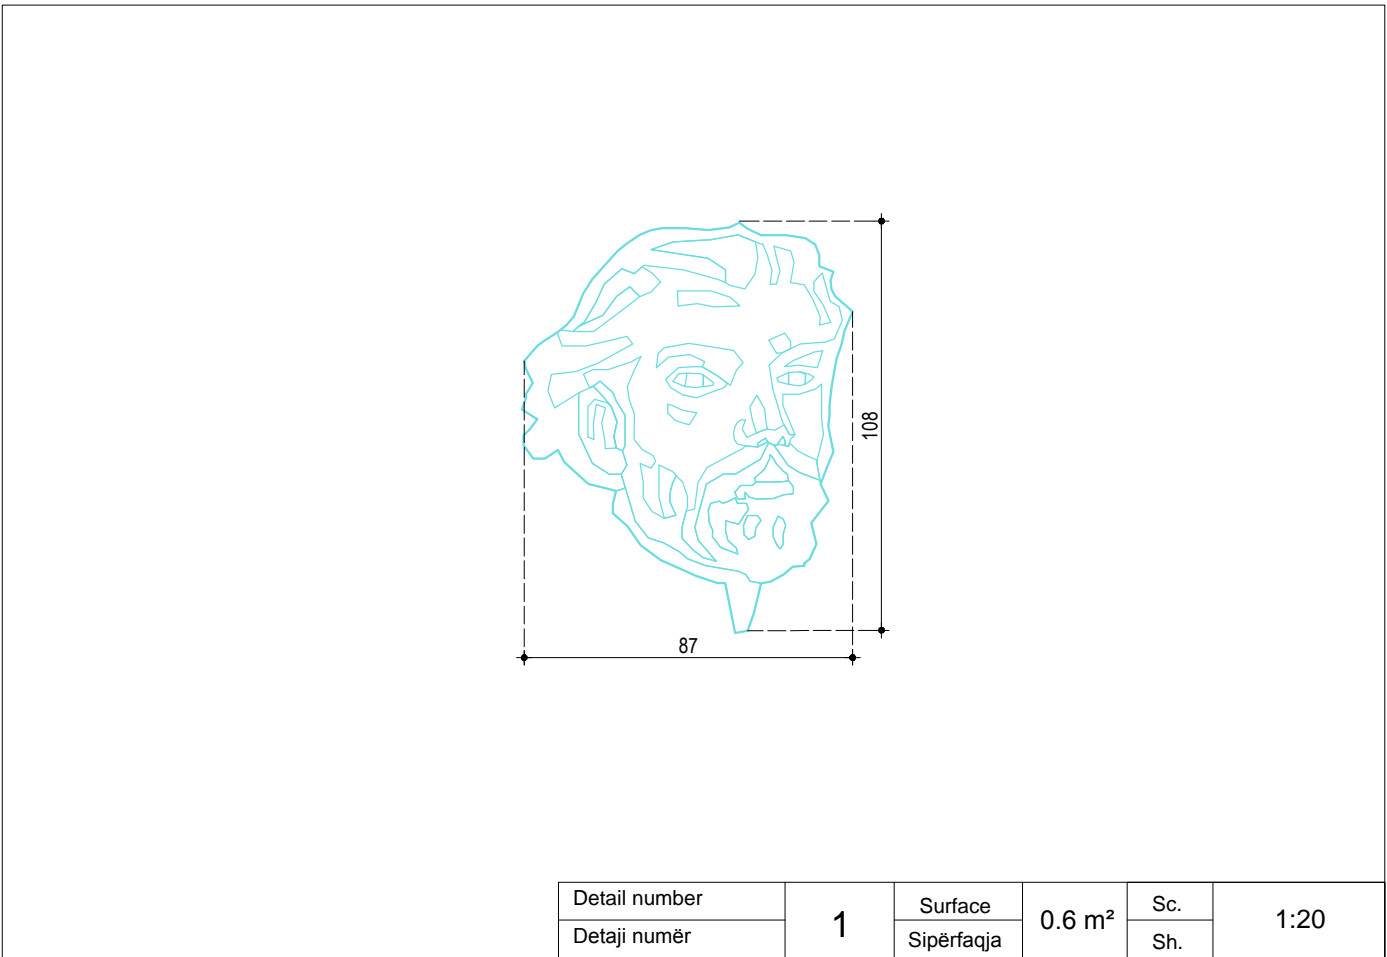 108
87
Detail number
Detaji numër
1
Surface
Sipërfaqja
0.6 m²
Sc.
Sh.
1:20